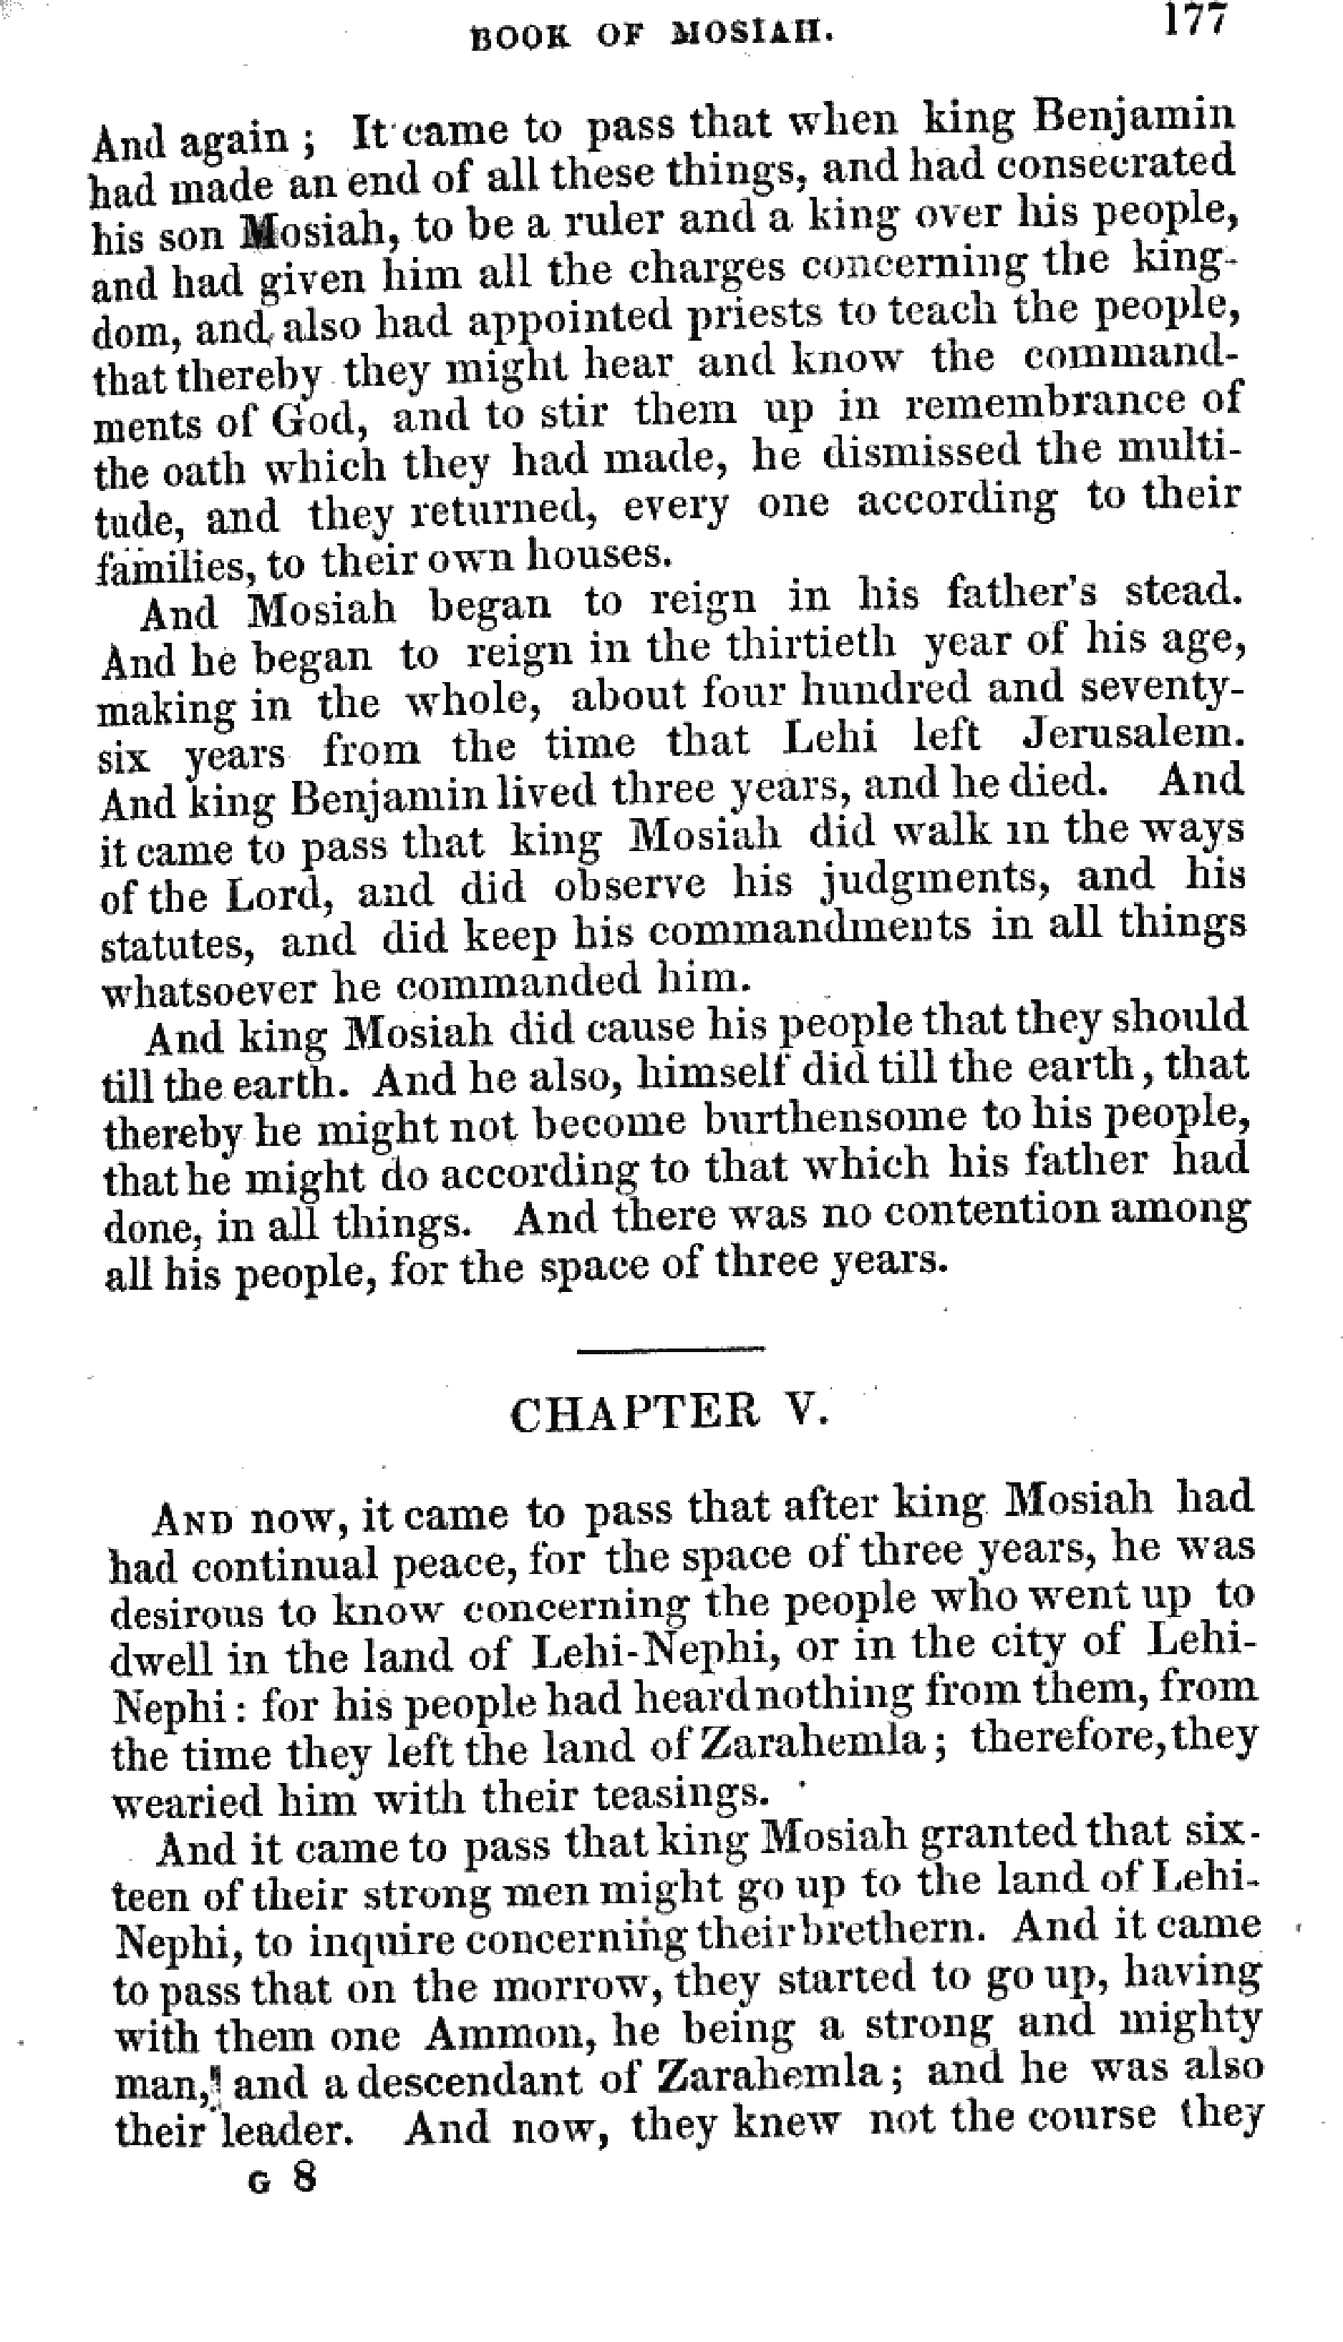 BOOK OF MOSIAH. 177
And again ; It came to pass that when king Benjamin
had made an end of all these things, and had consecrated
his son Mosiah, to be a ruler and a king over his people,
and had given him all the charges concerning the king-
dom, and also had appointed priests to teach the people,
that thereby they might hear and know the command-
ments of God, and to stir them up in remembrance of
the oath which they had made, he dismissed the multi-
tude, and they returned, every one according to their
families, to their own houses.
And Mosiah began to reign in his father's stead.
And he began to reign in the thirtieth year of his age,
making in the whole, about four hundred and seventy-
six years from the time that Lehi left Jerusalem.
And king Benjamin lived three years, and he died. And
it came to pass that king Mosiah did walk in the ways
of the Lord, and did observe his judgments, and his
statutes, and did keep his commandments in all things
whatsoever he commanded him.
And king Mosiah did cause his people that they should
till the earth. And he also, himself did till the earth, that
thereby he might not become burthensome to his people,
that he might do according to that which his father had
done, in all things. And there was no contention among
all his people, for the space of three years.
CHAPTER V.
AND now, it came to pass that after king Mosiah had
had continual peace, for the space of three years, he was
desirous to know concerning the people who went up to
dwell in the land of Lehi-Nephi, or in the city of Lehi-
Nephi : for his people had heard nothing from them, from
the time they left the land of Zarahemla ; therefore, they
wearied him with their teasings.
And it came to pass that king Mosiah granted that six-
teen of their strong men might go up to the land of Lehi-
Nephi, to inquire concerning their brethern. And it came
to pass that on the morrow, they started to go up, having
with them one Ammon, he being a strong and mighty
man, and a descendant of Zarahemla ; and he was also
their leader. And now, they knew not the course they
G 8